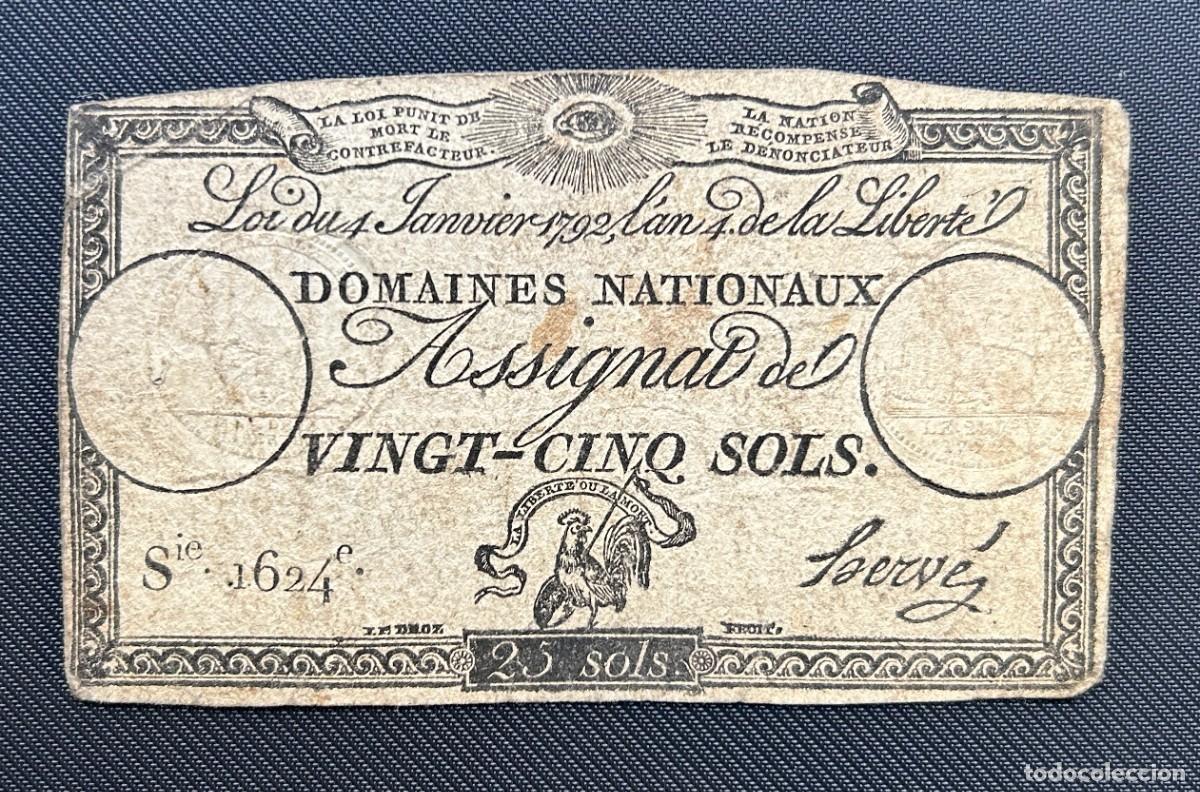 LA LOI PUNIT DE
MORT LE
CONTREFACTEUR.
LA NATION
RECOMPENSE
LE DENONCIATEUR
Loi du 4 Janvier 1792, l'an 4. de la Liberté
DOMAINES NATIONAUX
Assignat de
VINGT-CINQ SOLS.
LA LIBERTÉ OU LA MORT.
Sie. 1624e.
Hervé
LE DROZ FECIT,
25 sols
todocoleccion